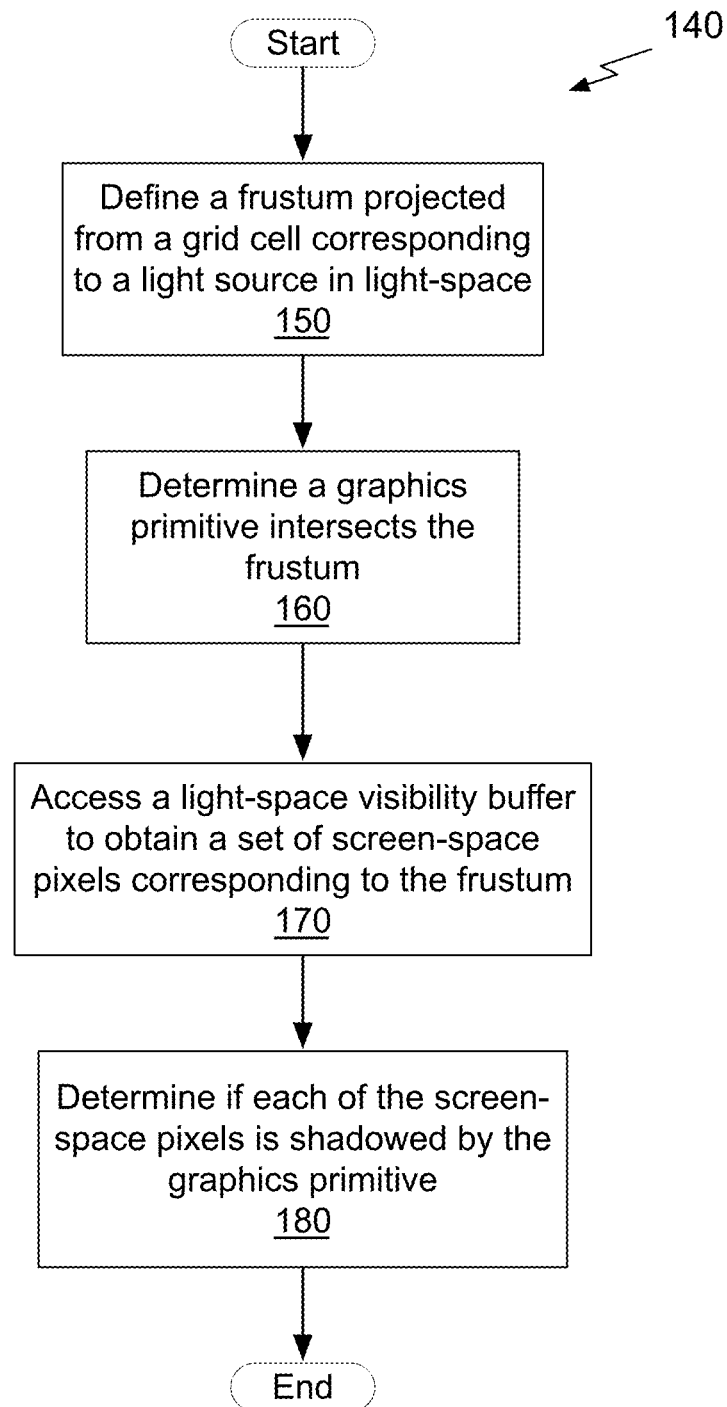 140
Start
Define a frustum projected
from a grid cell corresponding
to a light source in light-space
150
Determine a graphics
primitive intersects the
frustum
160
Access a light-space visibility buffer
to obtain a set of screen-space
pixels corresponding to the frustum
170
Determine if each of the screen-
space pixels is shadowed by the
graphics primitive
180
End